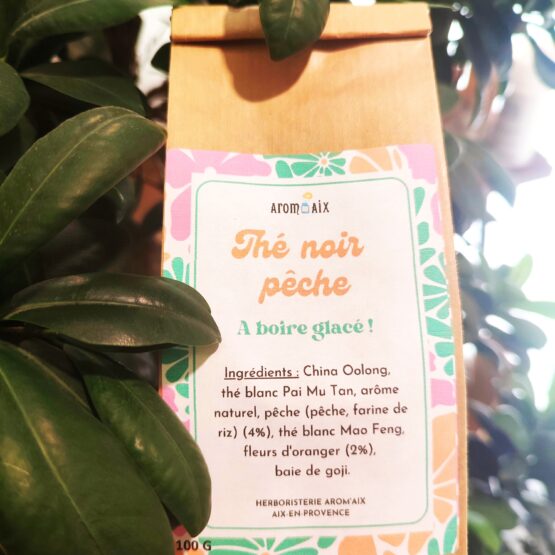 AROM AIX
Thé noir
pêche
A boire glacé !
Ingrédients : China Oolong,
thé blanc Pai Mu Tan, arôme
naturel, pêche (pêche, farine de
riz) (4%), thé blanc Mao Feng,
fleurs d'oranger (2%),
baie de goji.
HERBORISTERIE AROM'AIX
AIX-EN-PROVENCE
100 G